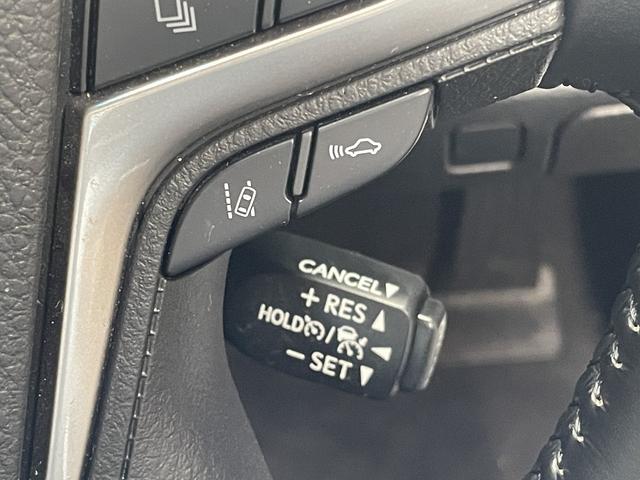 CANCEL▼
+ RES ▲
HOLD / ◀
− SET ▼